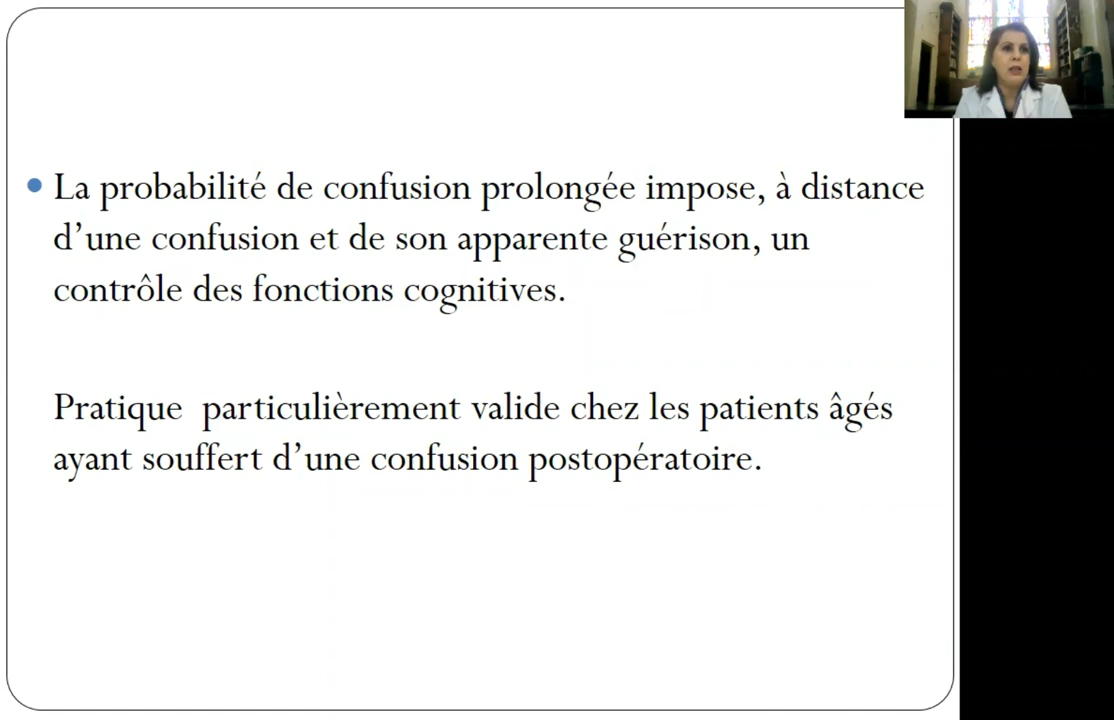 La probabilité de confusion prolongée impose, à distance
d’une confusion et de son apparente guérison, un
contrôle des fonctions cognitives.
Pratique particulièrement valide chez les patients âgés
ayant souffert d’une confusion postopératoire.